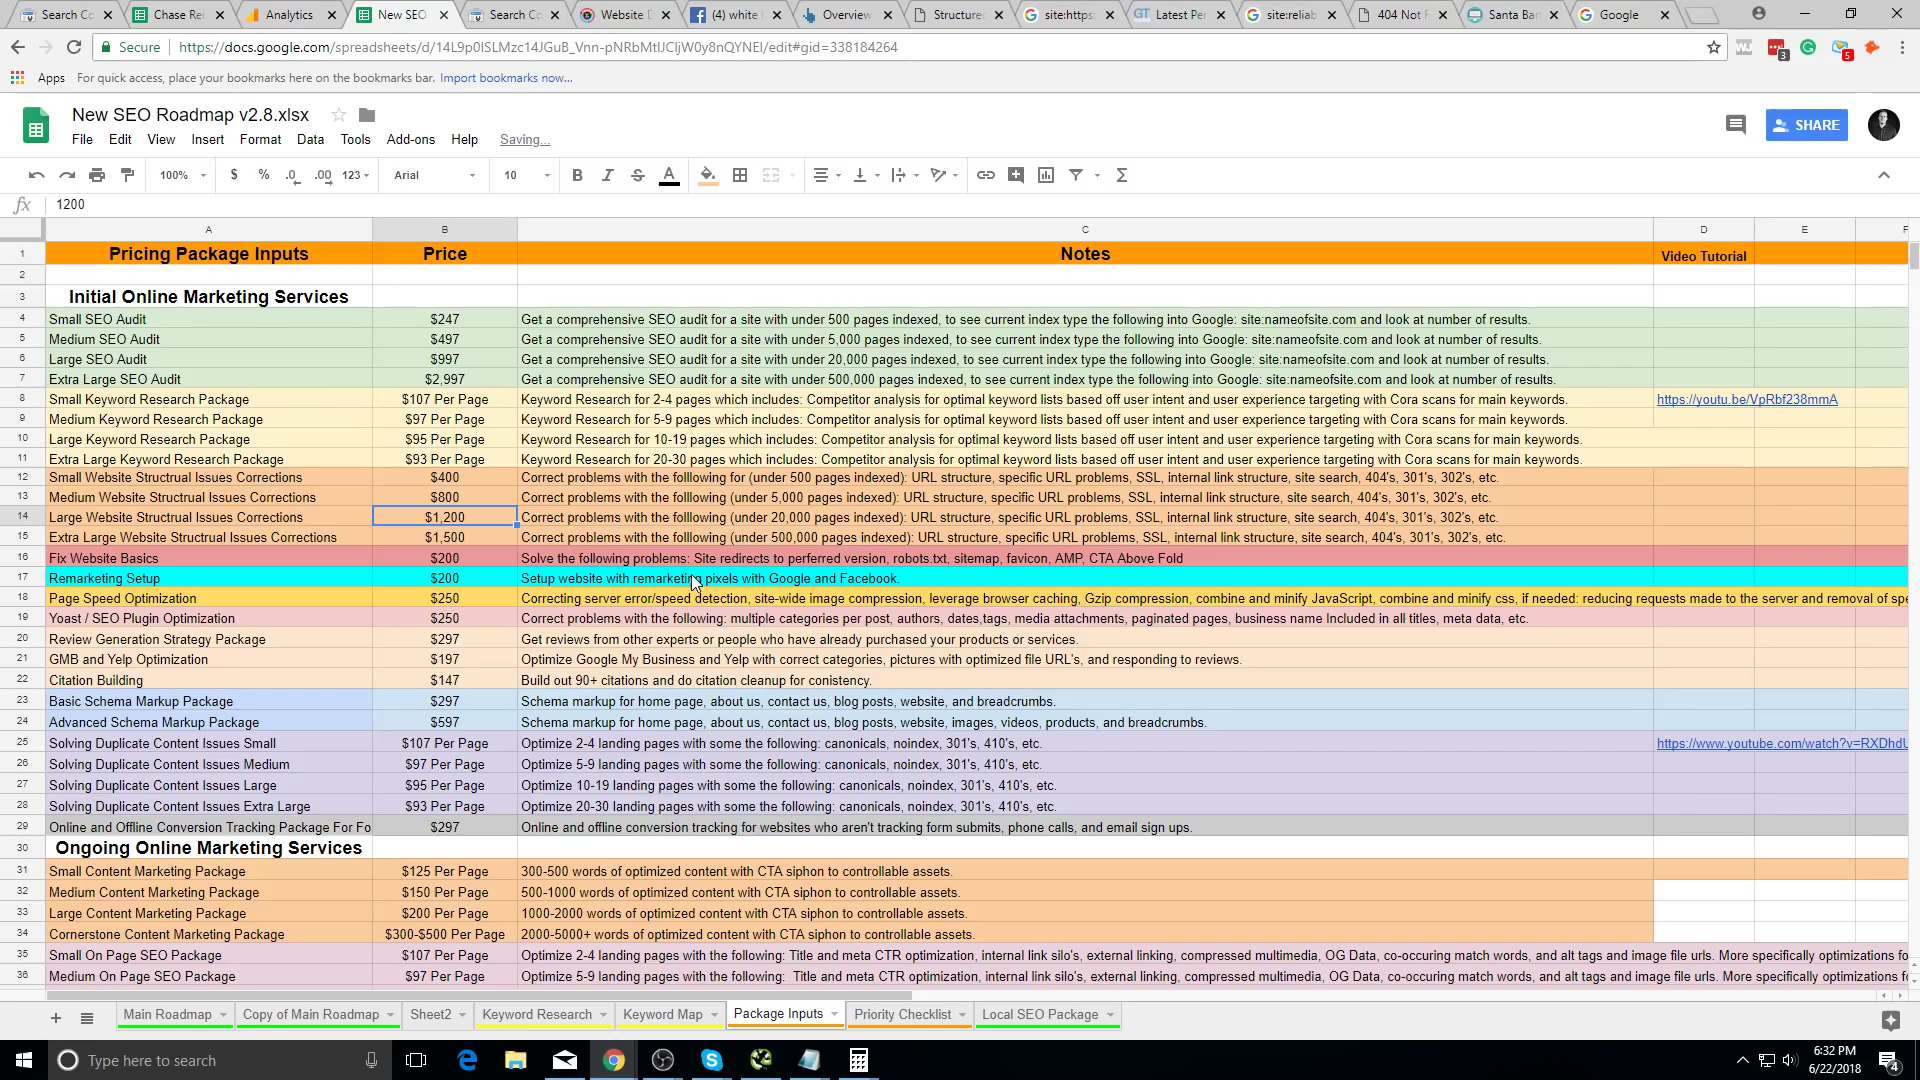 Search Co
Chase Re
Analytics
New SEO
Search Co
Website D
(4) white
Overview
Structure
site:https:
Latest Per
site:reliab
404 Not F
Santa Bar
Google
Secure https://docs.google.com/spreadsheets/d/
Apps For quick access, place your bookmarks here on the bookmarks bar. Import bookmarks now...
New SEO Roadmap v2.8.xlsx
File Edit View Insert Format Data Tools Add-ons Help Saving...
SHARE
100% $ % .0 .00 123 Arial 10
fx 1200
A B C D E F
1 Pricing Package Inputs Price Notes Video Tutorial
2
3 Initial Online Marketing Services
4 Small SEO Audit $247 Get a comprehensive SEO audit for a site with under 500 pages indexed, to see current index type the following into Google: site:nameofsite.com and look at number of results.
5 Medium SEO Audit $497 Get a comprehensive SEO audit for a site with under 5,000 pages indexed, to see current index type the following into Google: site:nameofsite.com and look at number of results.
6 Large SEO Audit $997 Get a comprehensive SEO audit for a site with under 20,000 pages indexed, to see current index type the following into Google: site:nameofsite.com and look at number of results.
7 Extra Large SEO Audit $2,997 Get a comprehensive SEO audit for a site with under 500,000 pages indexed, to see current index type the following into Google: site:nameofsite.com and look at number of results.
8 Small Keyword Research Package $107 Per Page Keyword Research for 2-4 pages which includes: Competitor analysis for optimal keyword lists based off user intent and user experience targeting with Cora scans for main keywords. https://youtu.be/VpRbf238mmA
9 Medium Keyword Research Package $97 Per Page Keyword Research for 5-9 pages which includes: Competitor analysis for optimal keyword lists based off user intent and user experience targeting with Cora scans for main keywords.
10 Large Keyword Research Package $95 Per Page Keyword Research for 10-19 pages which includes: Competitor analysis for optimal keyword lists based off user intent and user experience targeting with Cora scans for main keywords.
11 Extra Large Keyword Research Package $93 Per Page Keyword Research for 20-30 pages which includes: Competitor analysis for optimal keyword lists based off user intent and user experience targeting with Cora scans for main keywords.
12 Small Website Structrual Issues Corrections $400 Correct problems with the folllowing for (under 500 pages indexed): URL structure, specific URL problems, SSL, internal link structure, site search, 404's, 301's, 302's, etc.
13 Medium Website Structrual Issues Corrections $800 Correct problems with the folllowing (under 5,000 pages indexed): URL structure, specific URL problems, SSL, internal link structure, site search, 404's, 301's, 302's, etc.
14 Large Website Structrual Issues Corrections $1,200 Correct problems with the folllowing (under 20,000 pages indexed): URL structure, specific URL problems, SSL, internal link structure, site search, 404's, 301's, 302's, etc.
15 Extra Large Website Structrual Issues Corrections $1,500 Correct problems with the folllowing (under 500,000 pages indexed): URL structure, specific URL problems, SSL, internal link structure, site search, 404's, 301's, 302's, etc.
16 Fix Website Basics $200 Solve the following problems: Site redirects to perferred version, robots.txt, sitemap, favicon, AMP, CTA Above Fold
17 Remarketing Setup $200 Setup website with remarketing pixels with Google and Facebook.
18 Page Speed Optimization $250 Correcting server error/speed detection, site-wide image compression, leverage browser caching, Gzip compression, combine and minify JavaScript, combine and minify css, if needed: reducing requests made to the server and removal of spe
19 Yoast / SEO Plugin Optimization $250 Correct problems with the following: multiple categories per post, authors, dates,tags, media attachments, paginated pages, business name Included in all titles, meta data, etc.
20 Review Generation Strategy Package $297 Get reviews from other experts or people who have already purchased your products or services.
21 GMB and Yelp Optimization $197 Optimize Google My Business and Yelp with correct categories, pictures with optimized file URL's, and responding to reviews.
22 Citation Building $147 Build out 90+ citations and do citation cleanup for conistency.
23 Basic Schema Markup Package $297 Schema markup for home page, about us, contact us, blog posts, website, and breadcrumbs.
24 Advanced Schema Markup Package $597 Schema markup for home page, about us, contact us, blog posts, website, images, videos, products, and breadcrumbs.
25 Solving Duplicate Content Issues Small $107 Per Page Optimize 2-4 landing pages with some the following: canonicals, noindex, 301's, 410's, etc. https://www.youtube.com/watch?v=RXDhdU
26 Solving Duplicate Content Issues Medium $97 Per Page Optimize 5-9 landing pages with some the following: canonicals, noindex, 301's, 410's, etc.
27 Solving Duplicate Content Issues Large $95 Per Page Optimize 10-19 landing pages with some the following: canonicals, noindex, 301's, 410's, etc.
28 Solving Duplicate Content Issues Extra Large $93 Per Page Optimize 20-30 landing pages with some the following: canonicals, noindex, 301's, 410's, etc.
29 Online and Offline Conversion Tracking Package For Fo $297 Online and offline conversion tracking for websites who aren't tracking form submits, phone calls, and email sign ups.
30 Ongoing Online Marketing Services
31 Small Content Marketing Package $125 Per Page 300-500 words of optimized content with CTA siphon to controllable assets.
32 Medium Content Marketing Package $150 Per Page 500-1000 words of optimized content with CTA siphon to controllable assets.
33 Large Content Marketing Package $200 Per Page 1000-2000 words of optimized content with CTA siphon to controllable assets.
34 Cornerstone Content Marketing Package $300-$500 Per Page 2000-5000+ words of optimized content with CTA siphon to controllable assets.
35 Small On Page SEO Package $107 Per Page Optimize 2-4 landing pages with the following: Title and meta CTR optimization, internal link silo's, external linking, compressed multimedia, OG Data, co-occuring match words, and alt tags and image file urls. More specifically optimizations fo
36 Medium On Page SEO Package $97 Per Page Optimize 5-9 landing pages with the following: Title and meta CTR optimization, internal link silo's, external linking, compressed multimedia, OG Data, co-occuring match words, and alt tags and image file urls. More specifically optimizations fo
Main Roadmap Copy of Main Roadmap Sheet2 Keyword Research Keyword Map Package Inputs Priority Checklist Local SEO Package
Type here to search
6:32 PM
6/22/2018
4